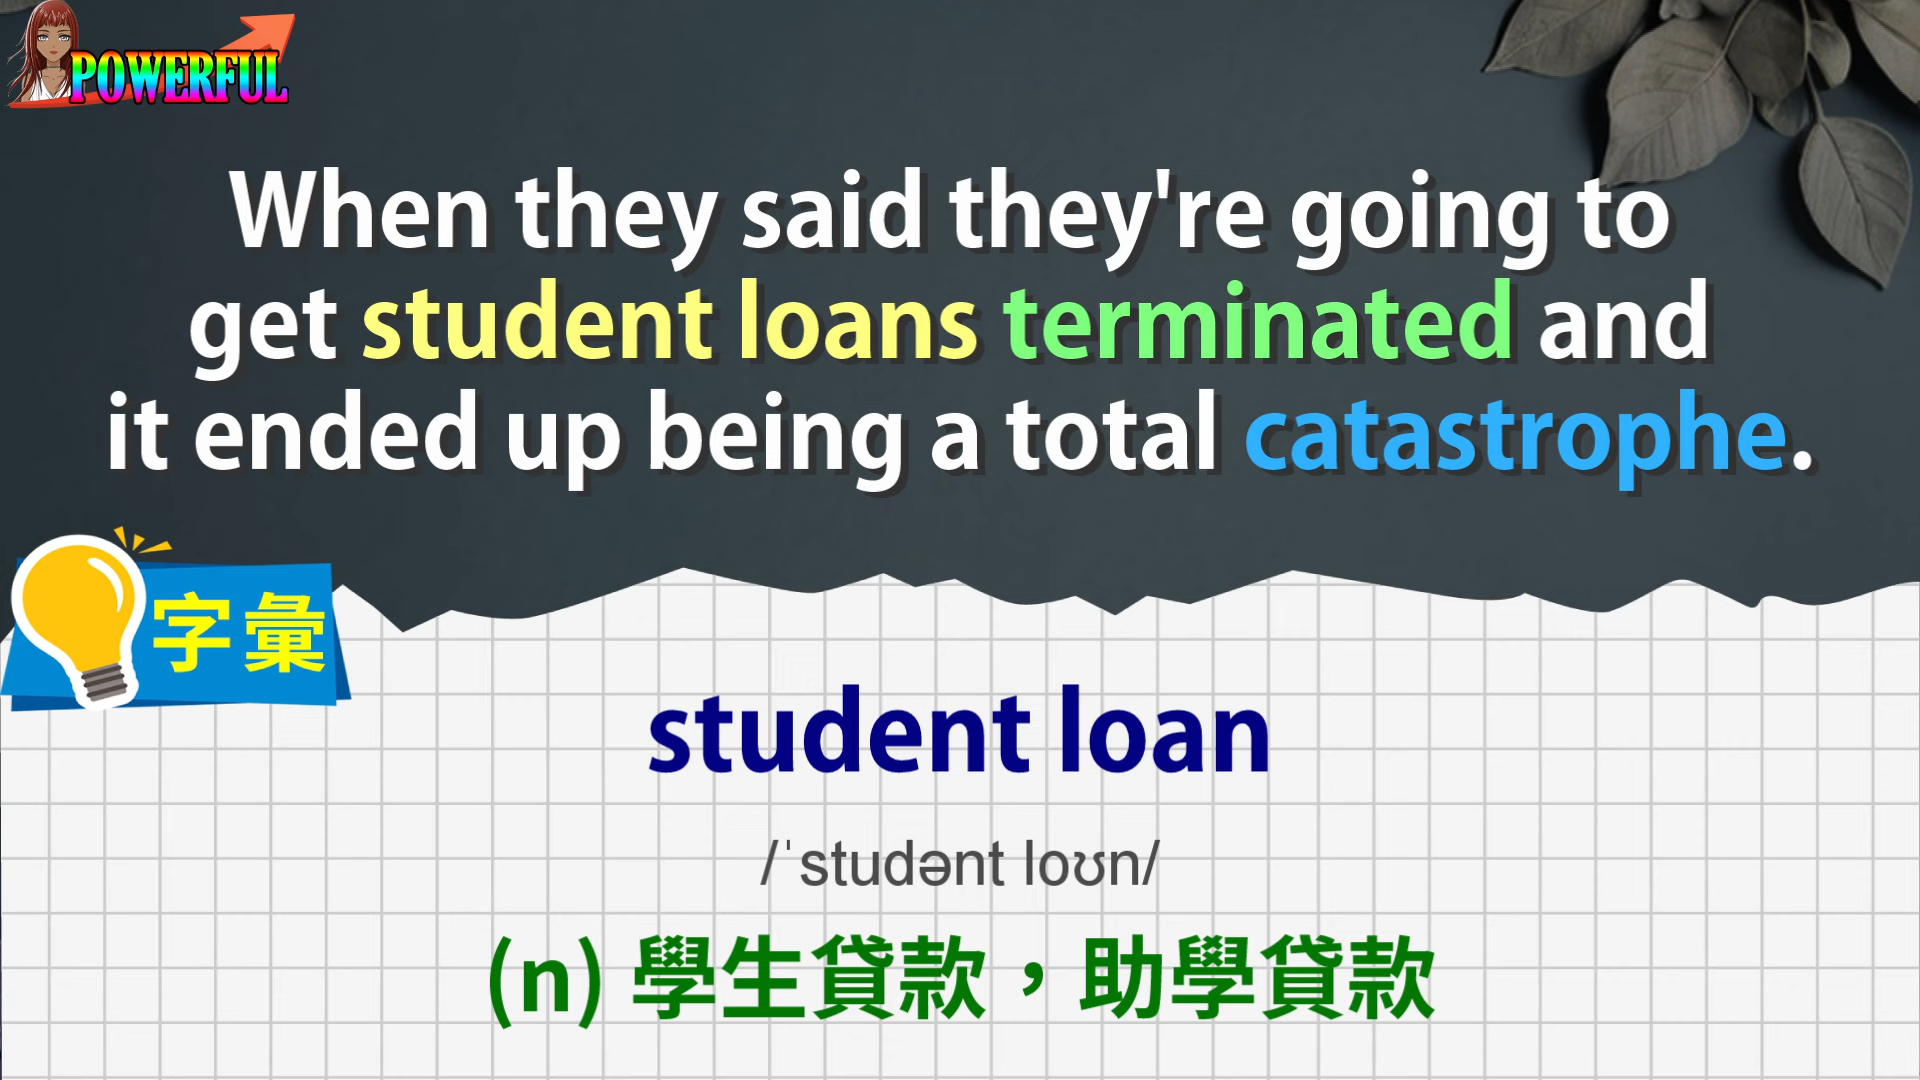 POWERFUL
When they said they're going to
get student loans terminated and
it ended up being a total catastrophe.
字彙
student loan
/ˈstudənt loʊn/
(n) 學生貸款，助學貸款